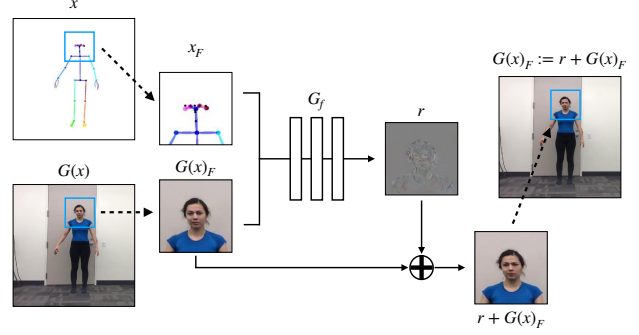 x
x_F
G(x)_F := r + G(x)_F
G_f
r
G(x)
G(x)_F
r + G(x)_F